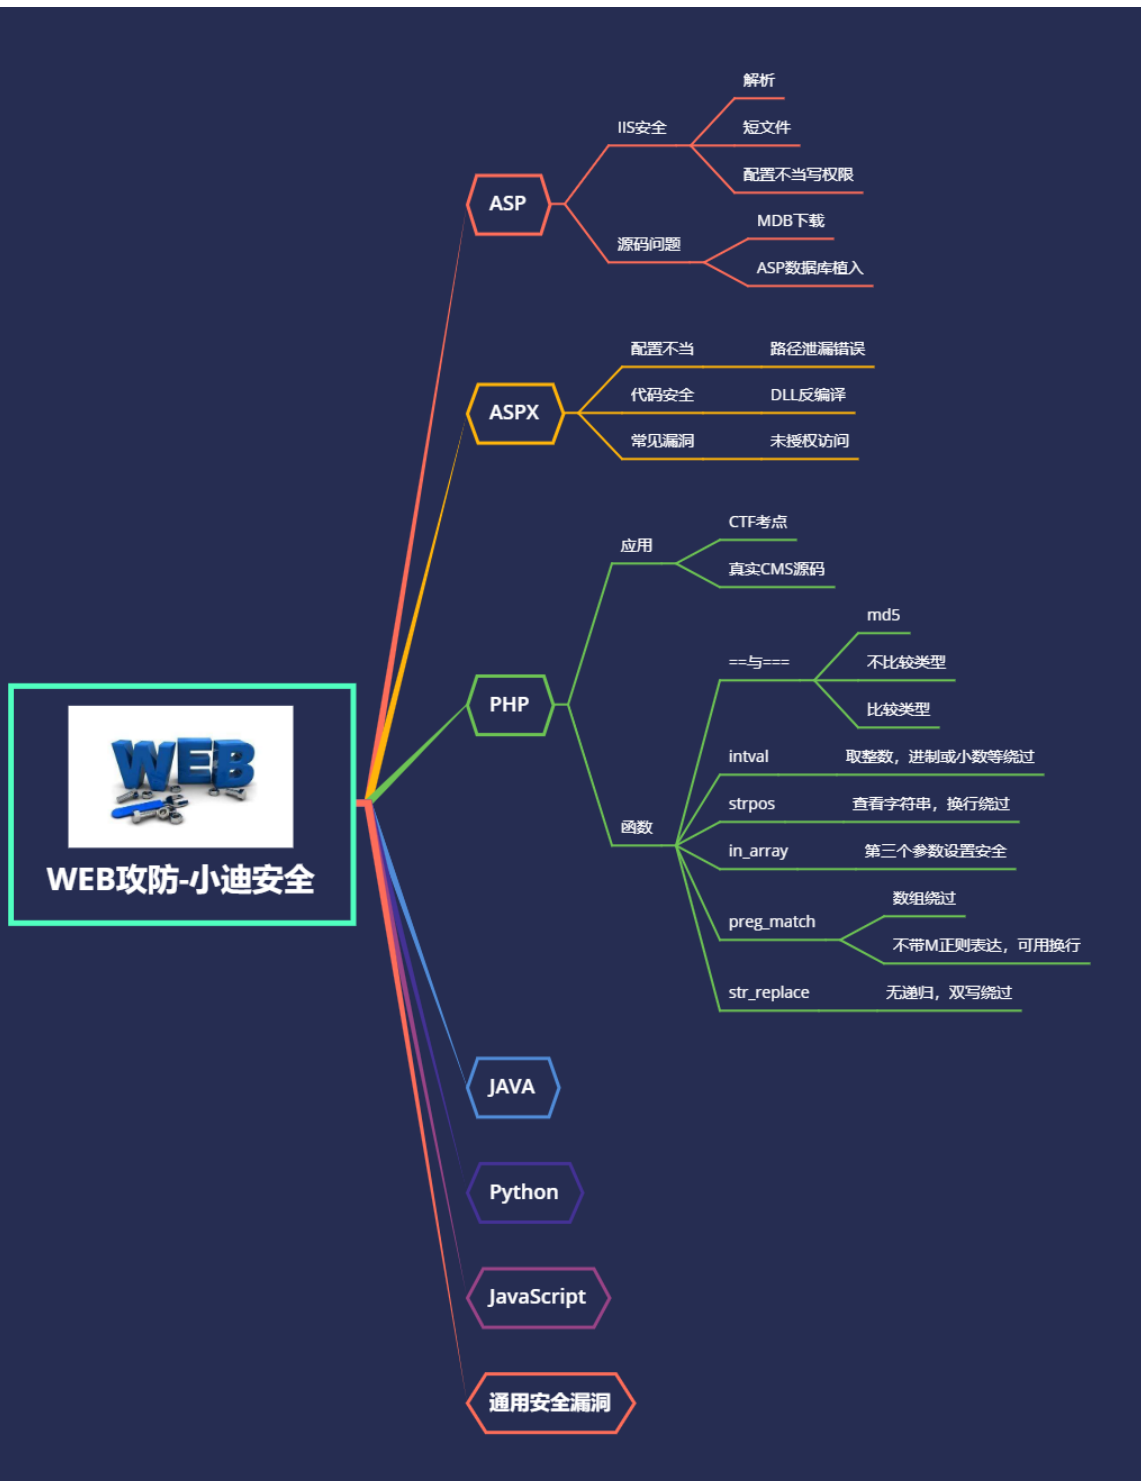 WEB
WEB攻防-小迪安全
ASP
IIS安全
解析
短文件
配置不当写权限
源码问题
MDB下载
ASP数据库植入
ASPX
配置不当
路径泄漏错误
代码安全
DLL反编译
常见漏洞
未授权访问
PHP
应用
CTF考点
真实CMS源码
函数
==与===
md5
不比较类型
比较类型
intval
取整数，进制或小数等绕过
strpos
查看字符串，换行绕过
in_array
第三个参数设置安全
preg_match
数组绕过
不带M正则表达，可用换行
str_replace
无递归，双写绕过
JAVA
Python
JavaScript
通用安全漏洞